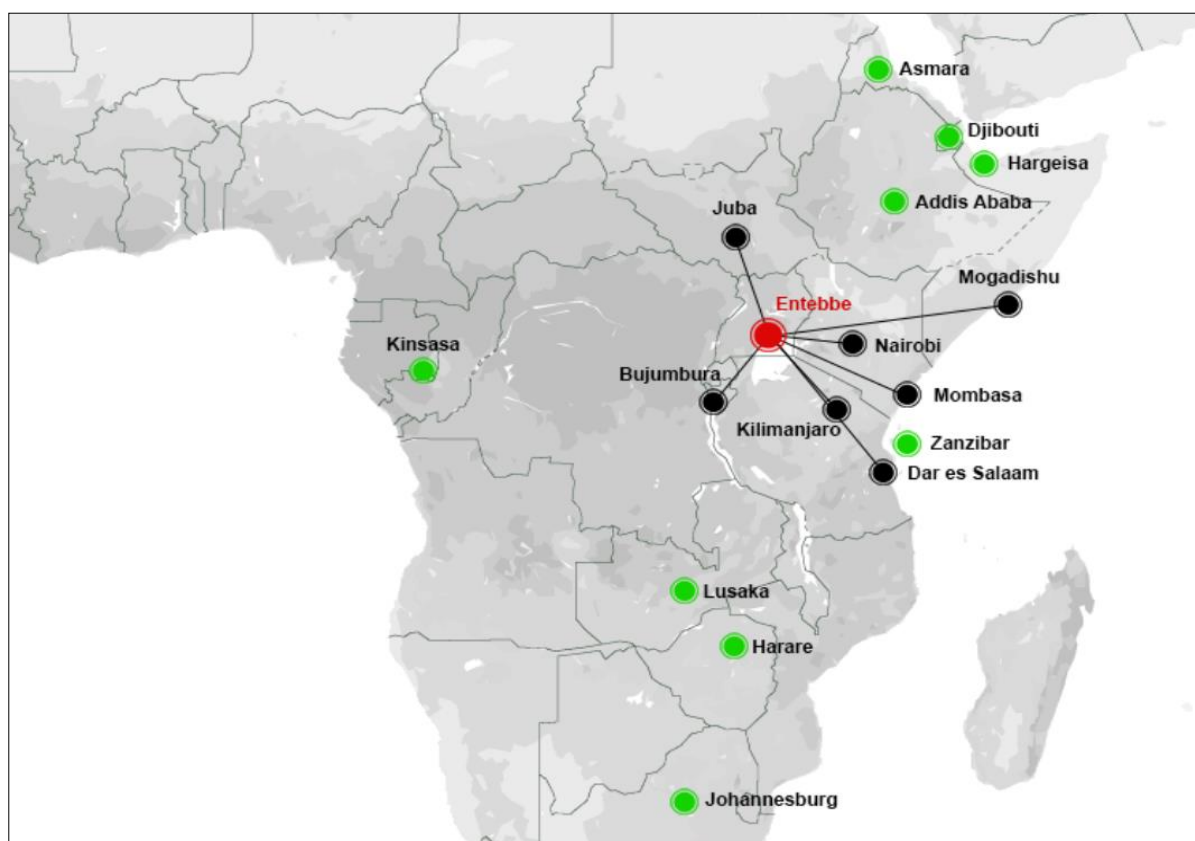 Asmara
Djibouti
Hargeisa
Addis Ababa
Juba
Mogadishu
Entebbe
Kinsasa
Nairobi
Bujumbura
Mombasa
Kilimanjaro
Zanzibar
Dar es Salaam
Lusaka
Harare
Johannesburg